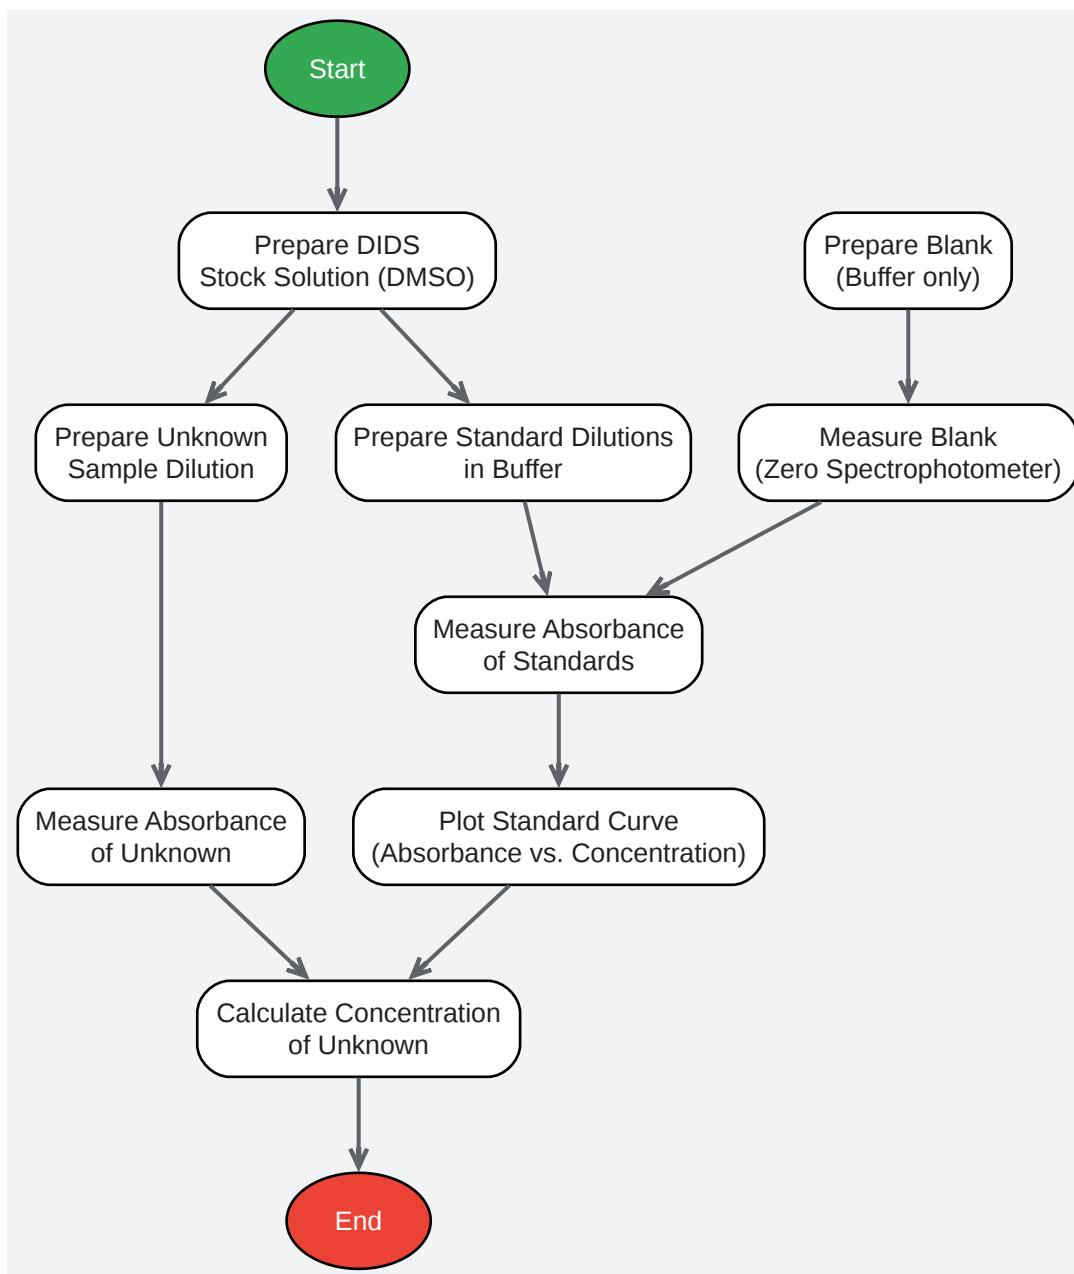 Start
Prepare DIDS
Stock Solution (DMSO)
Prepare Blank
(Buffer only)
Prepare Unknown
Sample Dilution
Prepare Standard Dilutions
in Buffer
Measure Blank
(Zero Spectrophotometer)
Measure Absorbance
of Standards
Measure Absorbance
of Unknown
Plot Standard Curve
(Absorbance vs. Concentration)
Calculate Concentration
of Unknown
End